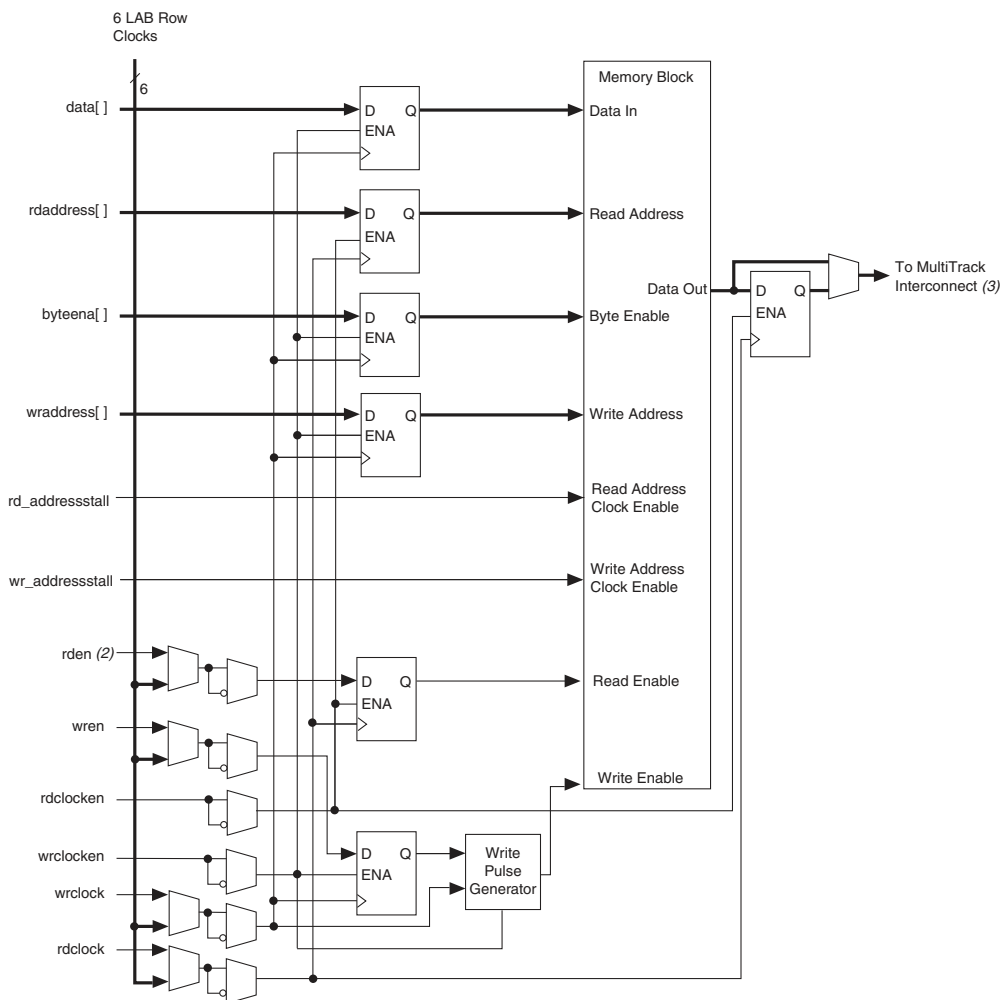 6 LAB Row
Clocks
6
Memory Block
data[ ]
D Q
ENA
Data In
rdaddress[ ]
D Q
ENA
Read Address
To MultiTrack
Interconnect (3)
Data Out
D Q
ENA
byteena[ ]
D Q
ENA
Byte Enable
wraddress[ ]
D Q
ENA
Write Address
rd_addressstall
Read Address
Clock Enable
wr_addressstall
Write Address
Clock Enable
rden (2)
D Q
ENA
Read Enable
wren
Write Enable
rdclocken
wrclocken
D Q
ENA
Write
Pulse
Generator
wrclock
rdclock